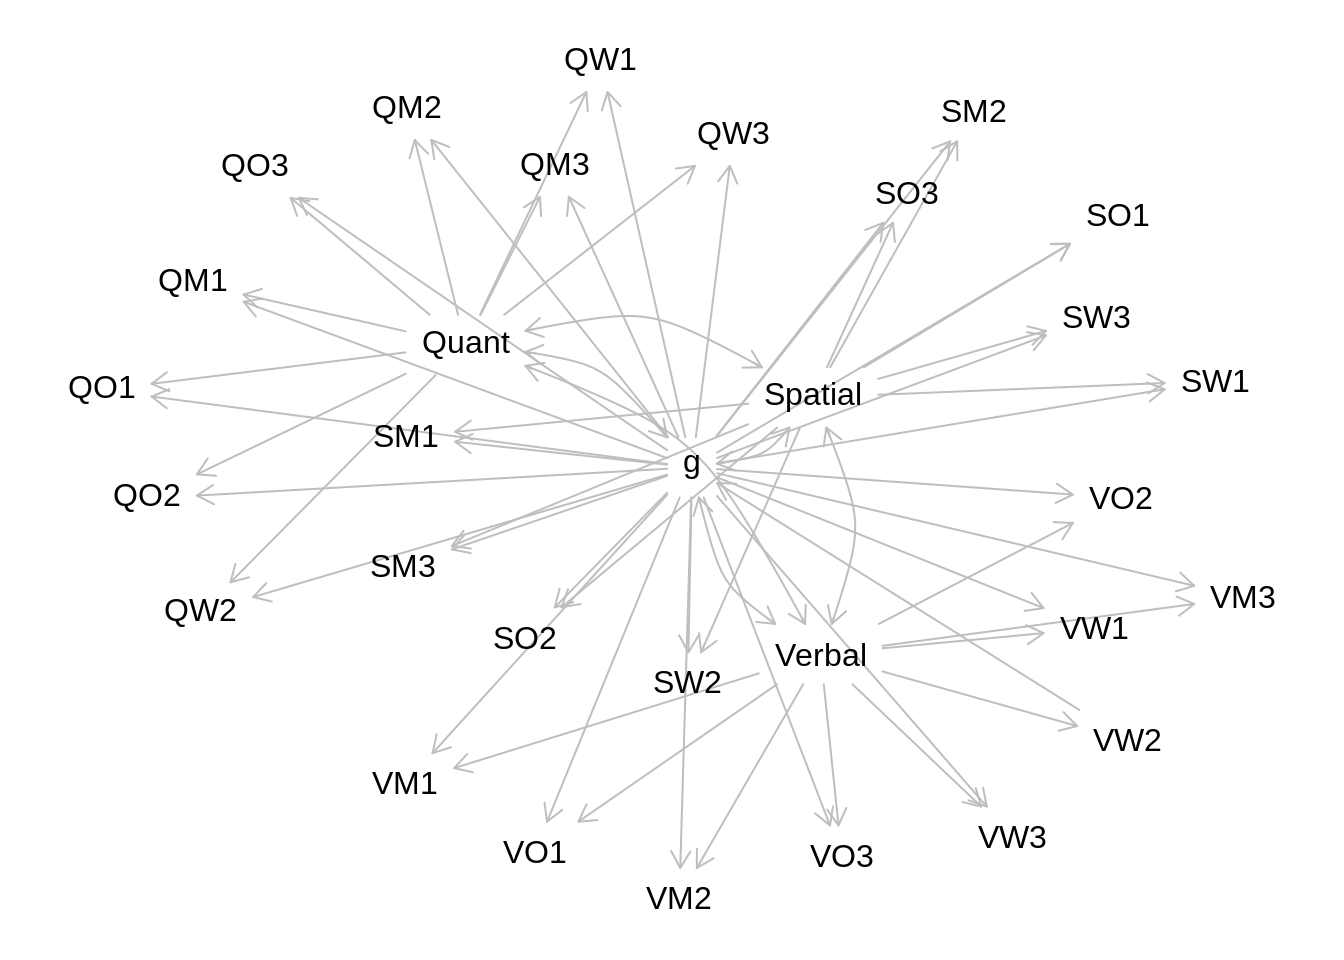 QW1
QM2
SM2
QW3
QO3
QM3
SO3
SO1
QM1
SW3
Quant
SW1
QO1
Spatial
SM1
g
QO2
VO2
SM3
VM3
QW2
VW1
SO2
Verbal
SW2
VW2
VM1
VW3
VO1
VO3
VM2